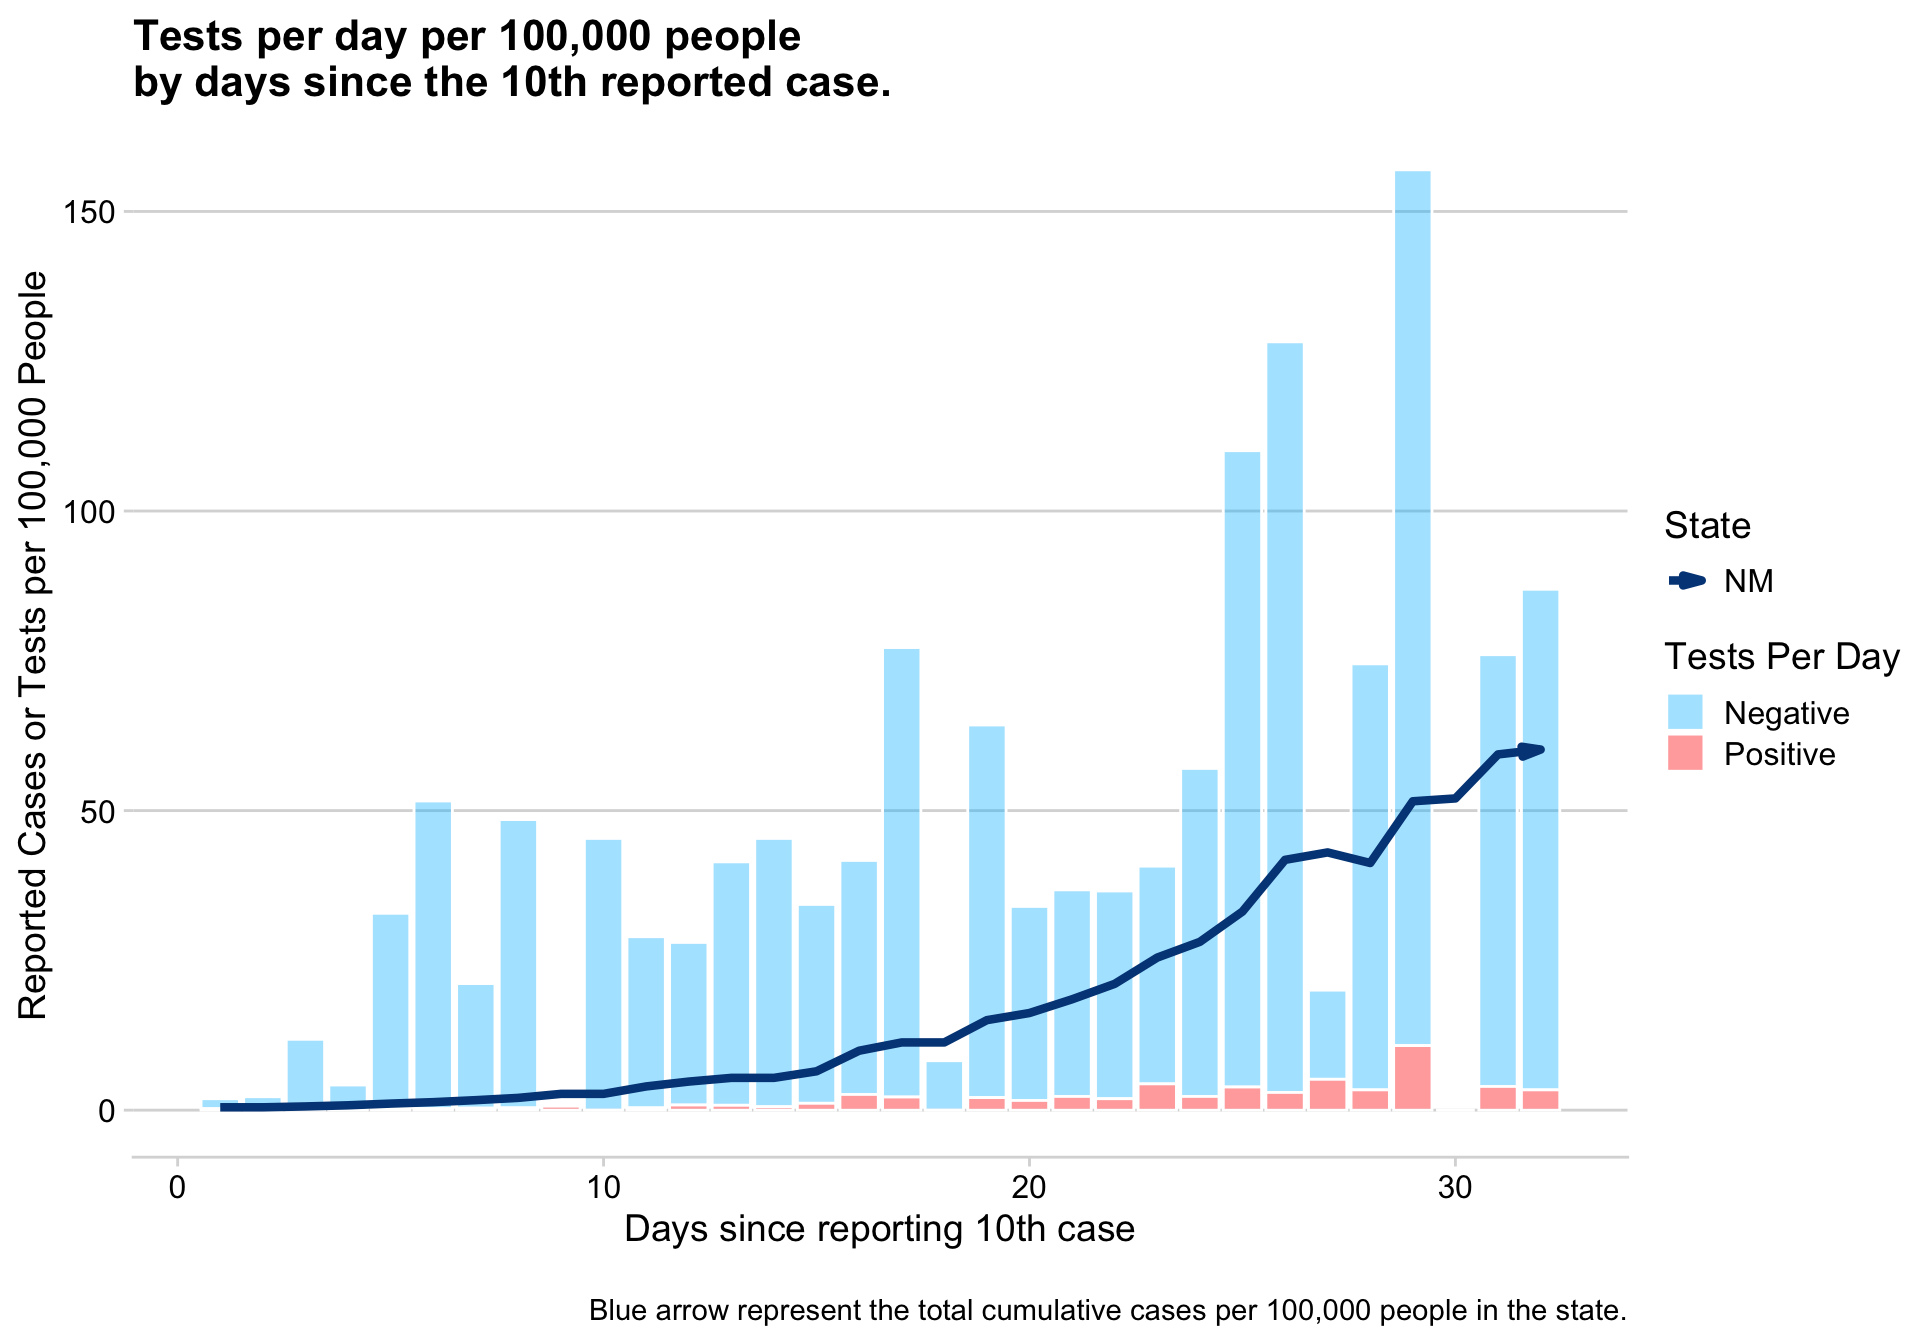 Tests per day per 100,000 people
by days since the 10th reported case.
Reported Cases or Tests per 100,000 People
150
100
50
0
0
10
20
30
Days since reporting 10th case
State
NM
Tests Per Day
Negative
Positive
Blue arrow represent the total cumulative cases per 100,000 people in the state.